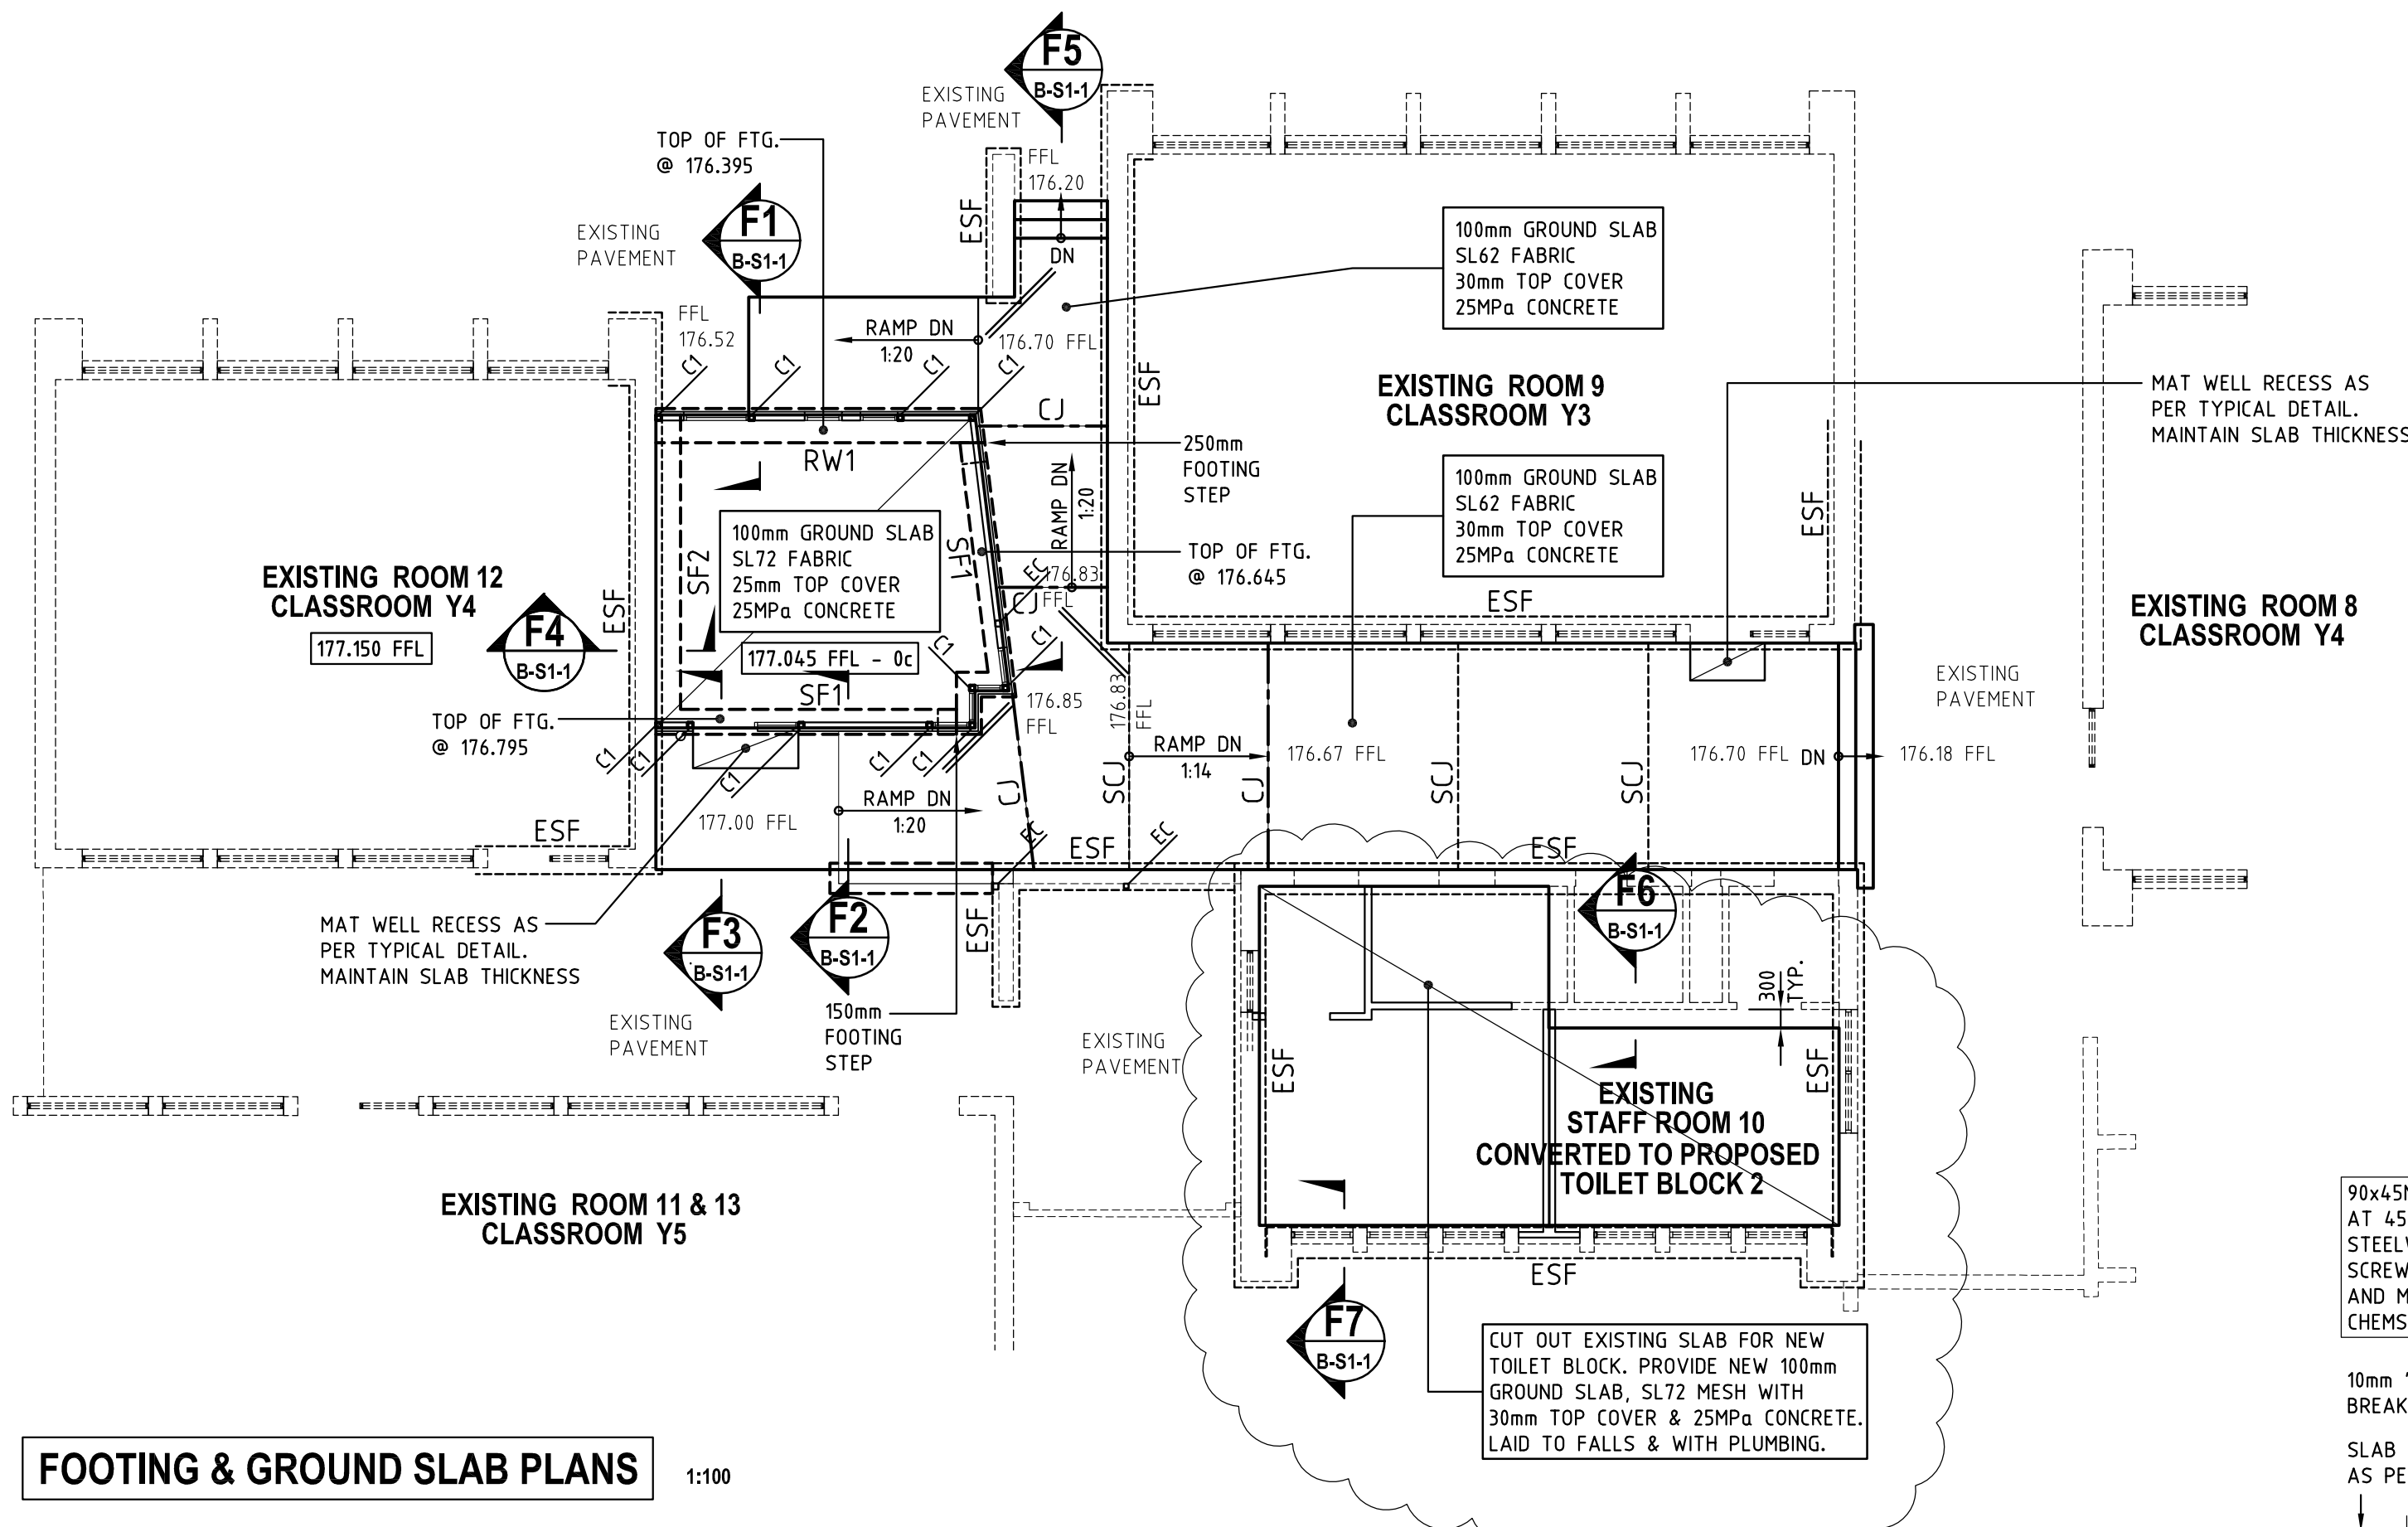 F5
B-S1-1
EXISTING
PAVEMENT
TOP OF FTG.
@ 176.395
FFL
176.20
ESF
DN
F1
B-S1-1
EXISTING
PAVEMENT
100mm GROUND SLAB
SL62 FABRIC
30mm TOP COVER
25MPa CONCRETE
FFL
176.52
RAMP DN
1:20
176.70 FFL
C1
C1
C1
C1
ESF
EXISTING ROOM 9
CLASSROOM Y3
MAT WELL RECESS AS
PER TYPICAL DETAIL.
MAINTAIN SLAB THICKNESS
CJ
RW1
250mm
FOOTING
STEP
RAMP DN
1:20
100mm GROUND SLAB
SL62 FABRIC
30mm TOP COVER
25MPa CONCRETE
ESF
100mm GROUND SLAB
SL72 FABRIC
25mm TOP COVER
25MPa CONCRETE
SF2
SF1
TOP OF FTG.
@ 176.645
EXISTING ROOM 12
CLASSROOM Y4
177.150 FFL
ESF
F4
B-S1-1
EC
176.83
FFL
CJ
ESF
EXISTING ROOM 8
CLASSROOM Y4
C1
C1
177.045 FFL - 0c
SF1
176.85
FFL
176.83
FFL
EXISTING
PAVEMENT
TOP OF FTG.
@ 176.795
C1
C1
C1
C1
C1
RAMP DN
1:14
176.67 FFL
176.70 FFL
DN
176.18 FFL
SCJ
CJ
SCJ
SCJ
177.00 FFL
RAMP DN
1:20
CJ
ESF
EC
EC
ESF
ESF
MAT WELL RECESS AS
PER TYPICAL DETAIL.
MAINTAIN SLAB THICKNESS
F3
B-S1-1
F2
B-S1-1
ESF
F6
B-S1-1
300
TYP.
EXISTING
PAVEMENT
150mm
FOOTING
STEP
EXISTING
PAVEMENT
ESF
ESF
EXISTING
STAFF ROOM 10
CONVERTED TO PROPOSED
TOILET BLOCK 2
EXISTING ROOM 11 & 13
CLASSROOM Y5
ESF
F7
B-S1-1
CUT OUT EXISTING SLAB FOR NEW
TOILET BLOCK. PROVIDE NEW 100mm
GROUND SLAB, SL72 MESH WITH
30mm TOP COVER & 25MPa CONCRETE.
LAID TO FALLS & WITH PLUMBING.
AT 45
SCREW
AND
10mm
BREAK
SLAB
AS
FOOTING & GROUND SLAB PLANS
1:100